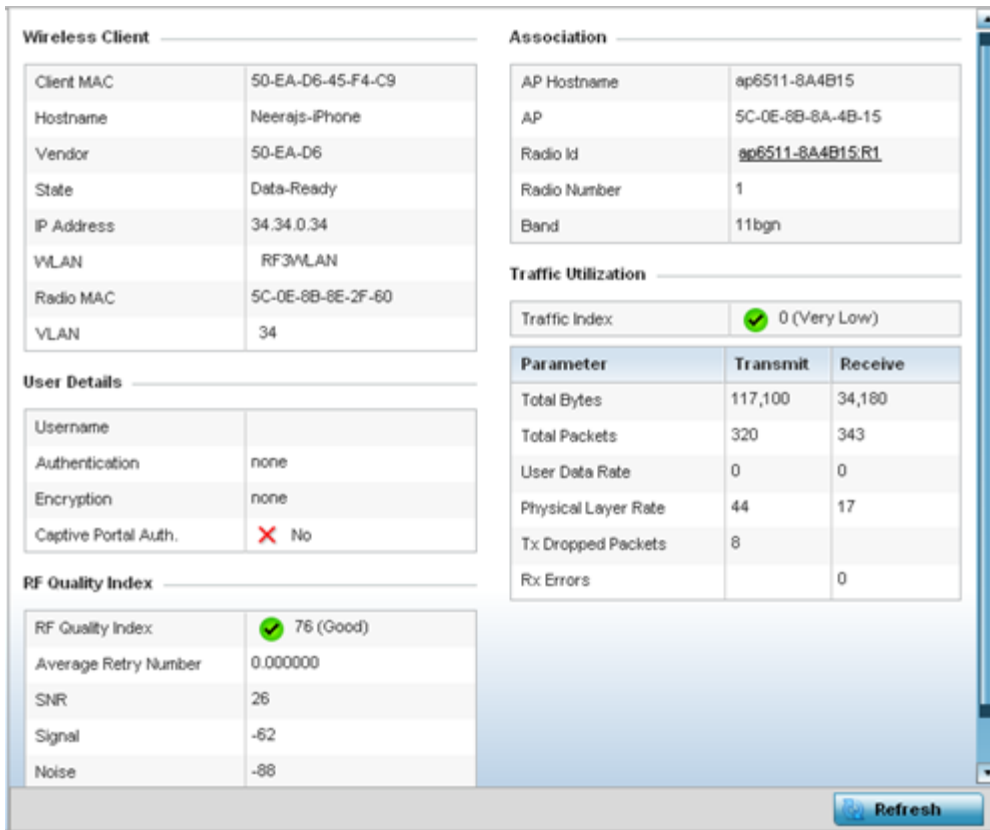 Wireless Client
Client MAC 50-EA-D6-45-F4-C9
Hostname Neerajs-iPhone
Vendor 50-EA-D6
State Data-Ready
IP Address 34.34.0.34
WLAN RF3WLAN
Radio MAC 5C-0E-8B-8E-2F-60
VLAN 34
User Details
Username
Authentication none
Encryption none
Captive Portal Auth. No
RF Quality Index
RF Quality Index 76 (Good)
Average Retry Number 0.000000
SNR 26
Signal -62
Noise -88
Association
AP Hostname ap6511-8A4B15
AP 5C-0E-8B-8A-4B-15
Radio Id ap6511-8A4B15:R1
Radio Number 1
Band 11bgn
Traffic Utilization
Traffic Index 0 (Very Low)
Parameter Transmit Receive
Total Bytes 117,100 34,180
Total Packets 320 343
User Data Rate 0 0
Physical Layer Rate 44 17
Tx Dropped Packets 8
Rx Errors 0
Refresh